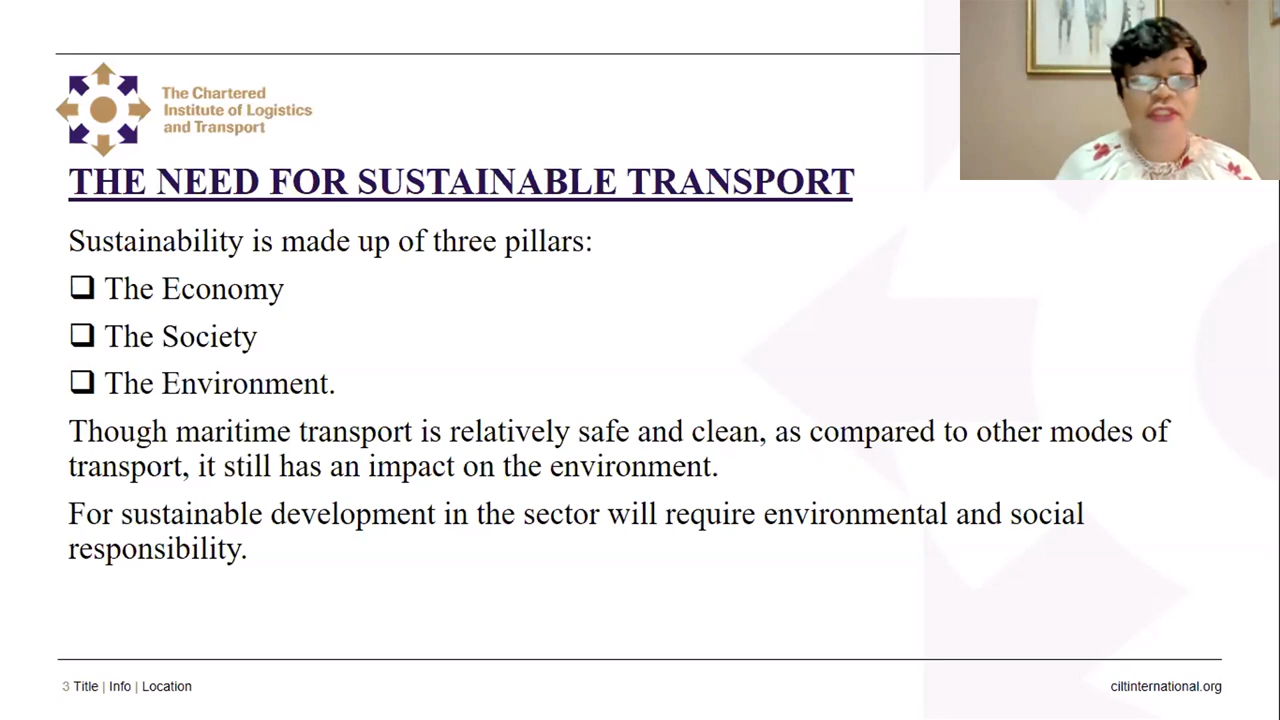 The Chartered
Institute of Logistics
and Transport
THE NEED FOR SUSTAINABLE TRANSPORT
Sustainability is made up of three pillars:
❑ The Economy
❑ The Society
❑ The Environment.
Though maritime transport is relatively safe and clean, as compared to other modes of
transport, it still has an impact on the environment.
For sustainable development in the sector will require environmental and social
responsibility.
3 Title | Info | Location
ciltinternational.org